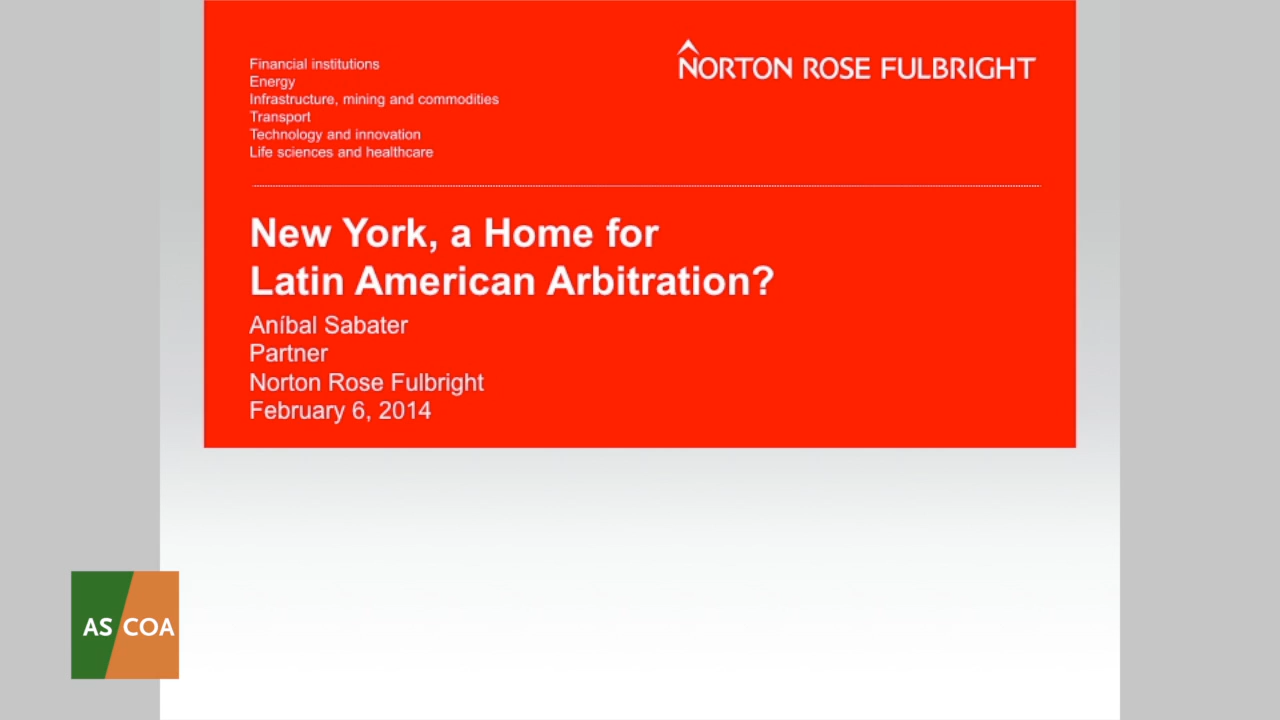 Financial institutions
Energy
Infrastructure, mining and commodities
Transport
Technology and innovation
Life sciences and healthcare
NORTON ROSE FULBRIGHT
New York, a Home for
Latin American Arbitration?
Aníbal Sabater
Partner
Norton Rose Fulbright
February 6, 2014
AS COA